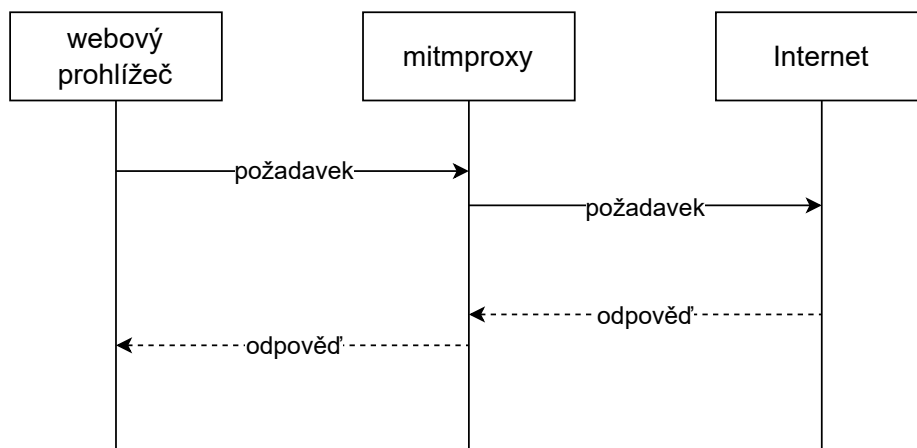 webový
prohlížeč
mitmproxy
Internet
požadavek
požadavek
odpověď
odpověď